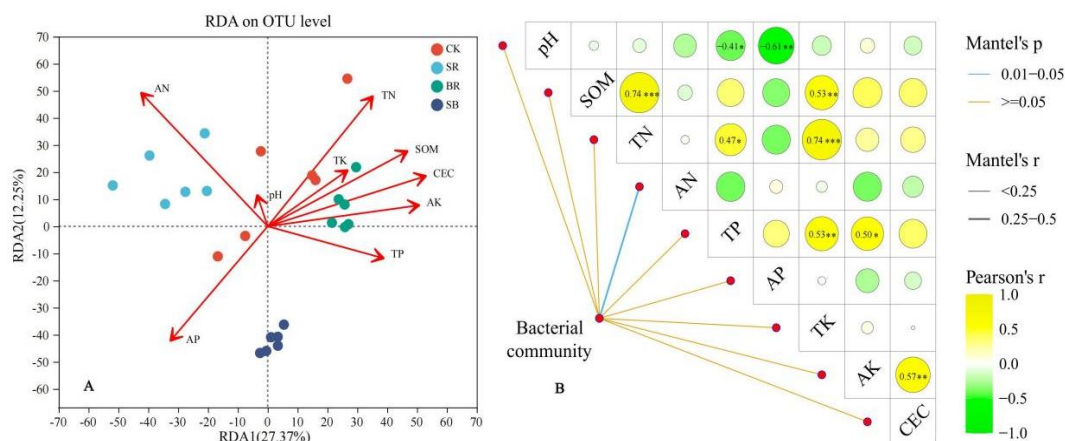 RDA on OTU level
70
60
50
40
30
20
10
0
-10
-20
-30
-40
-50
-60
-70 -60 -50 -40 -30 -20 -10 0 10 20 30 40 50 60 70
RDA1(27.37%)
RDA2(12.25%)
CK
SR
BR
SB
AN
TN
SOM
TK
CEC
pH
AK
TP
AP
A
pH −0.41* −0.61**
SOM 0.74*** 0.53**
TN 0.47* 0.74***
AN
TP 0.53** 0.50*
AP
TK
AK 0.57**
CEC
Bacterial
community
B
Mantel's p
0.01−0.05
>=0.05
Mantel's r
<0.25
0.25−0.5
Pearson's r
1.0
0.5
0.0
−0.5
−1.0